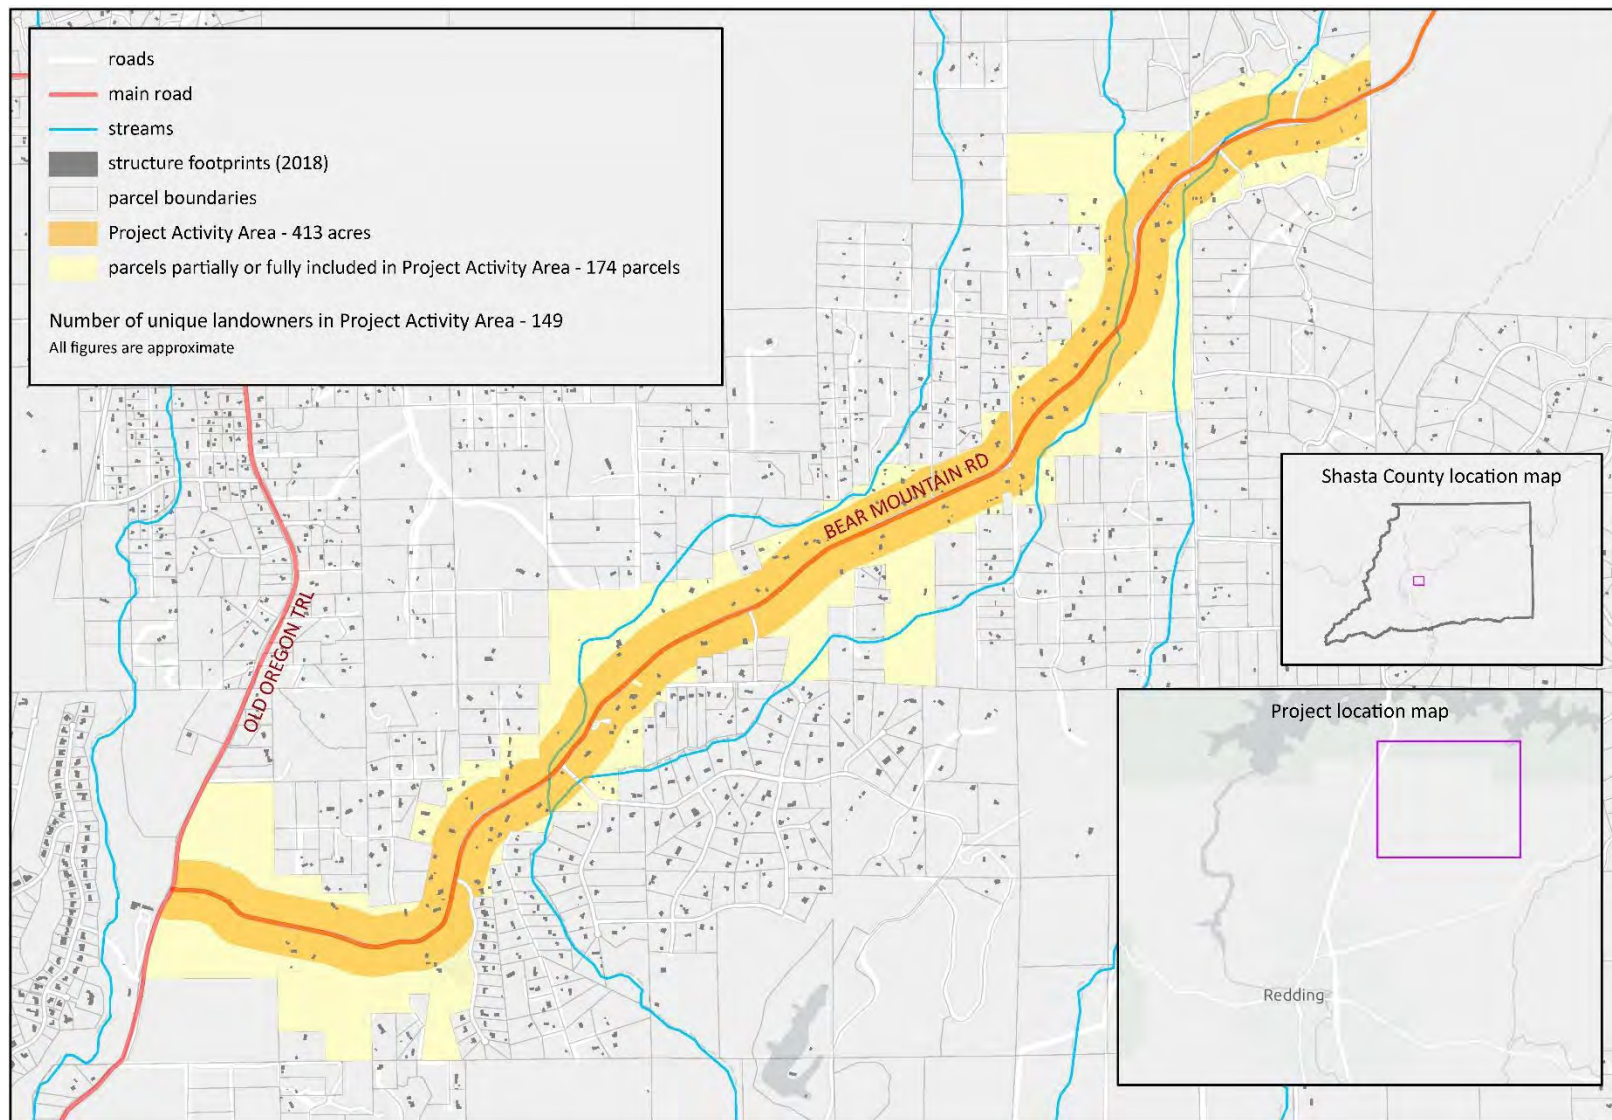 roads
main road
streams
structure footprints (2018)
parcel boundaries
Project Activity Area - 413 acres
parcels partially or fully included in Project Activity Area - 174 parcels
Number of unique landowners in Project Activity Area - 149
All figures are approximate
BEAR MOUNTAIN RD
OLD OREGON TRL
Shasta County location map
Project location map
Redding